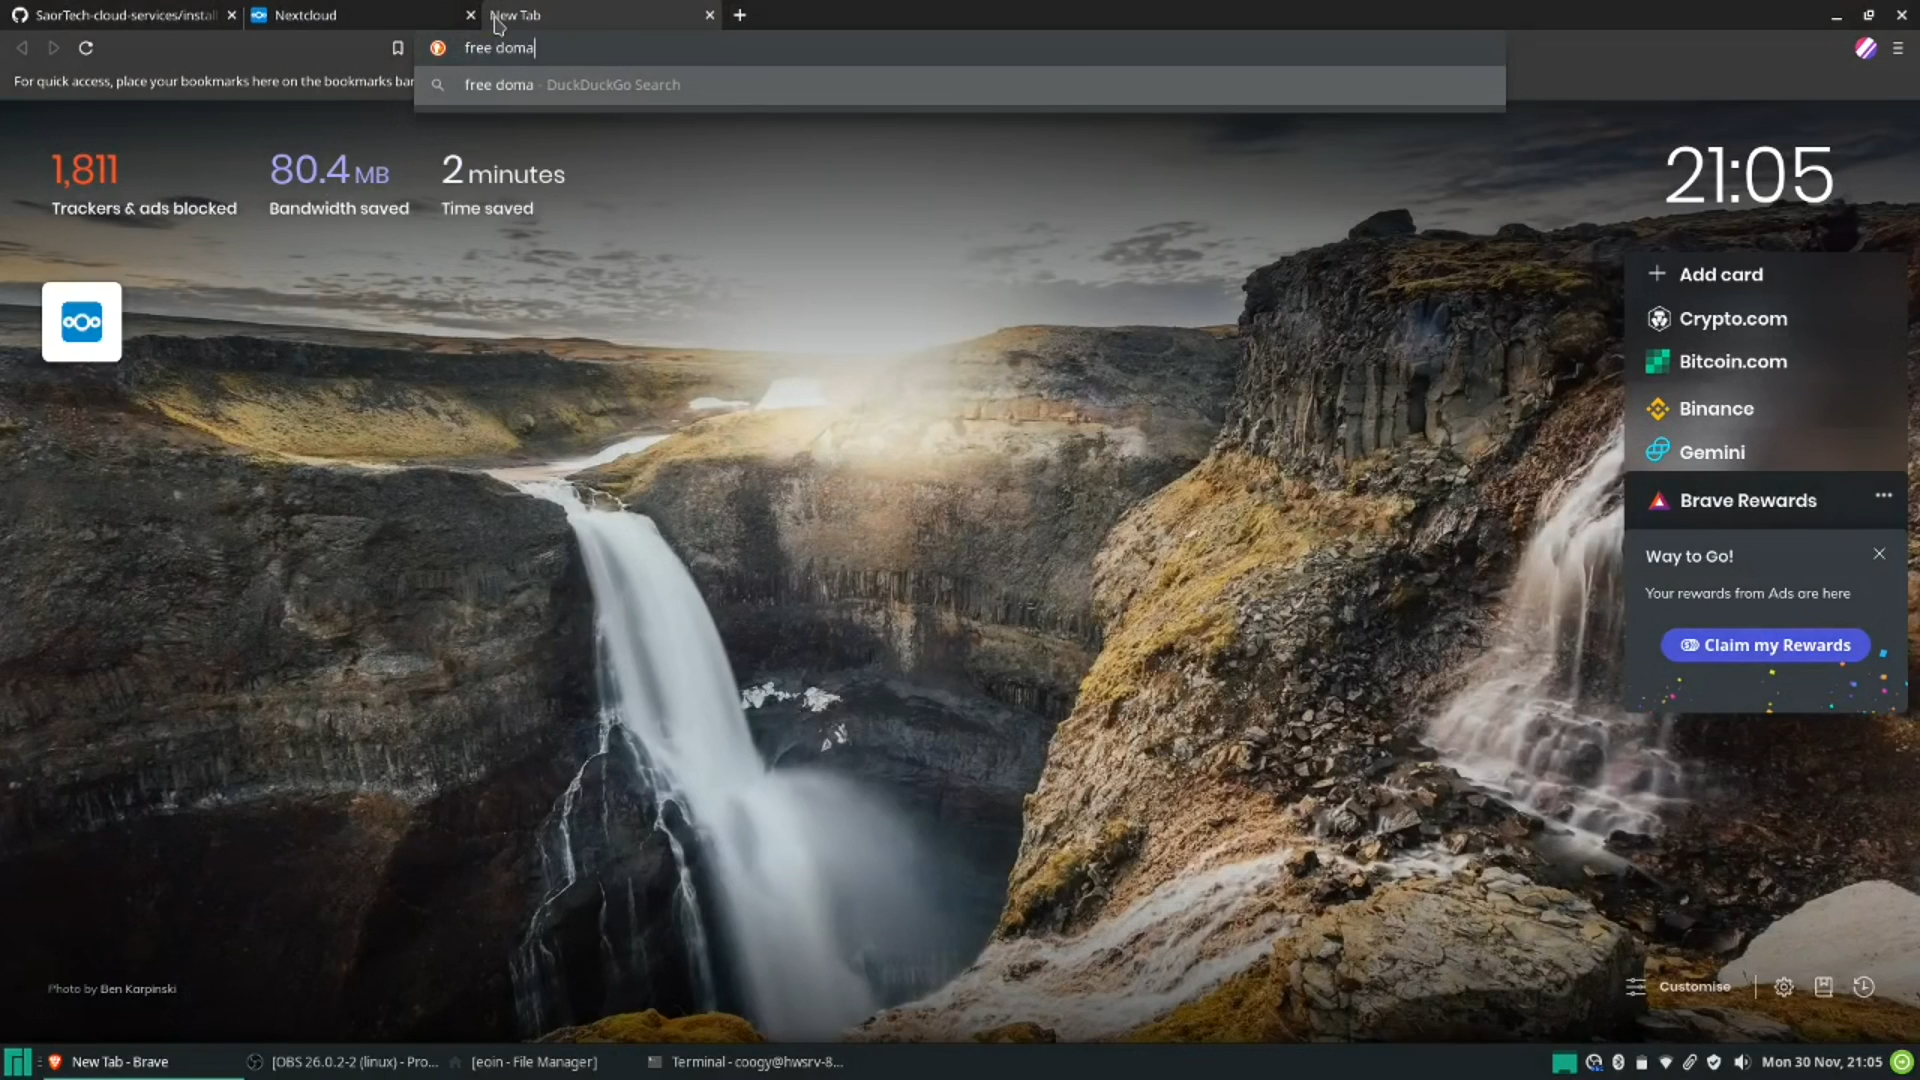 SaorTech-cloud-services/instal
Nextcloud
New Tab
free doma
For quick access, place your bookmarks here on the bookmarks bar
free doma - DuckDuckGo Search
1,811
Trackers & ads blocked
80.4 MB
Bandwidth saved
2 minutes
Time saved
21:05
Add card
Crypto.com
Bitcoin.com
Binance
Gemini
Brave Rewards
Way to Go!
Your rewards from Ads are here
Claim my Rewards
Photo by Ben Karpinski
Customise
New Tab - Brave
[OBS 26.0.2-2 (linux) - Pro...
[eoin - File Manager]
Terminal - coogy@hwsrv-8...
Mon 30 Nov, 21:05